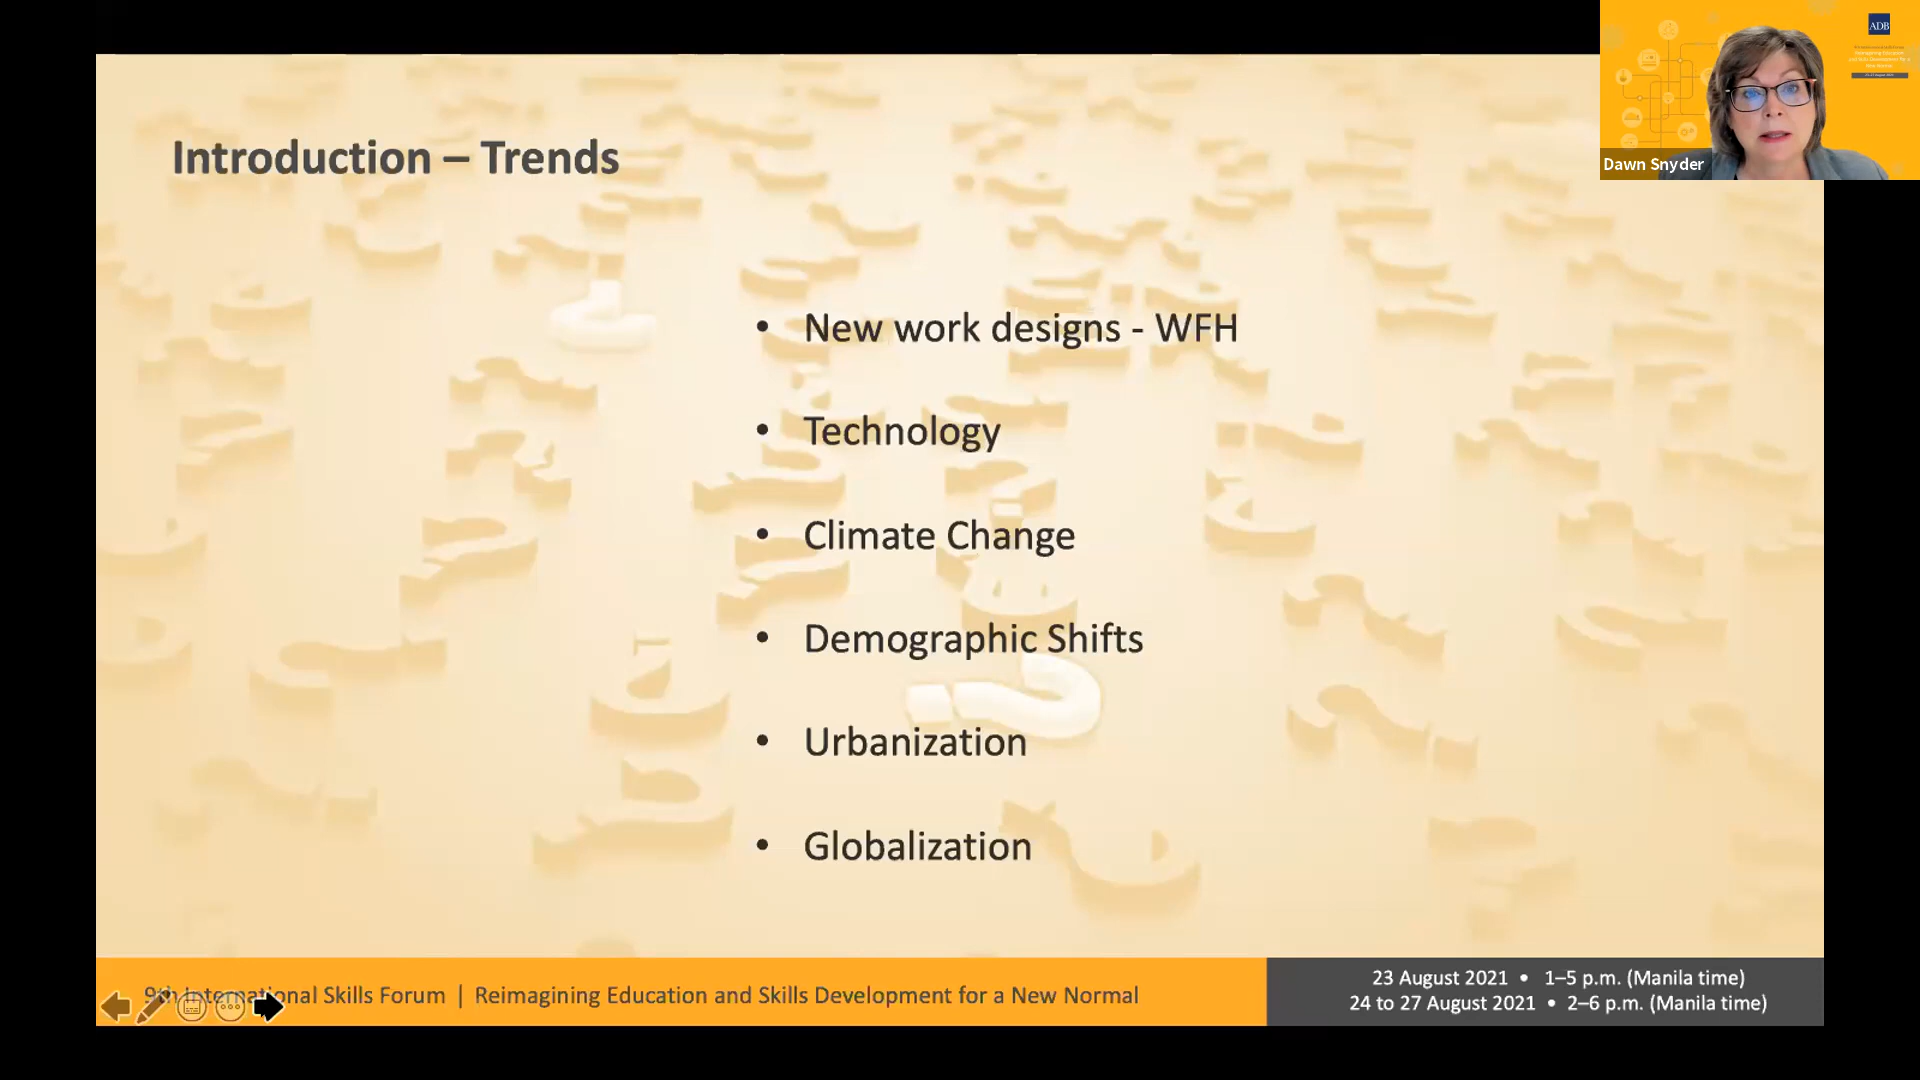 ADB
Introduction – Trends
Dawn Snyder
• New work designs - WFH
• Technology
• Climate Change
• Demographic Shifts
• Urbanization
• Globalization
9th International Skills Forum | Reimagining Education and Skills Development for a New Normal
23 August 2021 • 1–5 p.m. (Manila time)
24 to 27 August 2021 • 2–6 p.m. (Manila time)